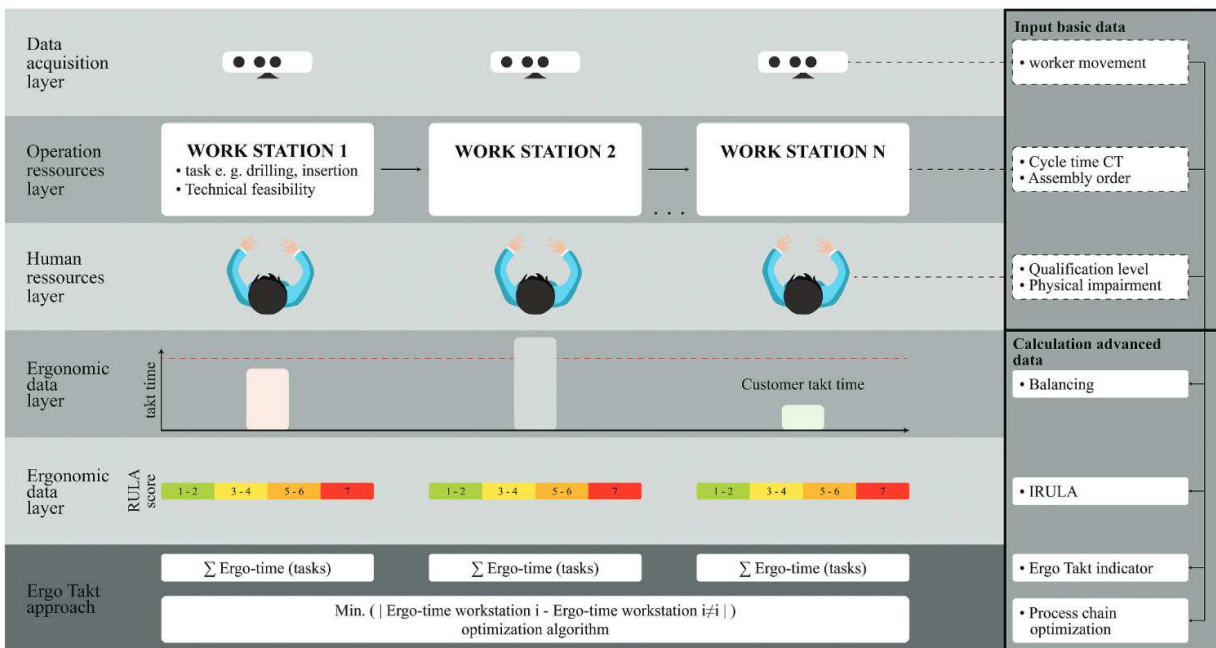 Data
acquisition
layer
Input basic data
• worker movement
Operation
ressources
layer
WORK STATION 1
• task e. g. drilling, insertion
• Technical feasibility
WORK STATION 2
. . .
WORK STATION N
• Cycle time CT
• Assembly order
Human
ressources
layer
• Qualification level
• Physical impairment
Ergonomic
data
layer
takt time
Customer takt time
Calculation advanced
data
• Balancing
Ergonomic
data
layer
RULA
score
1 - 2 3 - 4 5 - 6 7
1 - 2 3 - 4 5 - 6 7
1 - 2 3 - 4 5 - 6 7
• IRULA
Ergo Takt
approach
∑ Ergo-time (tasks)
∑ Ergo-time (tasks)
∑ Ergo-time (tasks)
• Ergo Takt indicator
Min. ( | Ergo-time workstation i - Ergo-time workstation i≠i | )
optimization algorithm
• Process chain
optimization